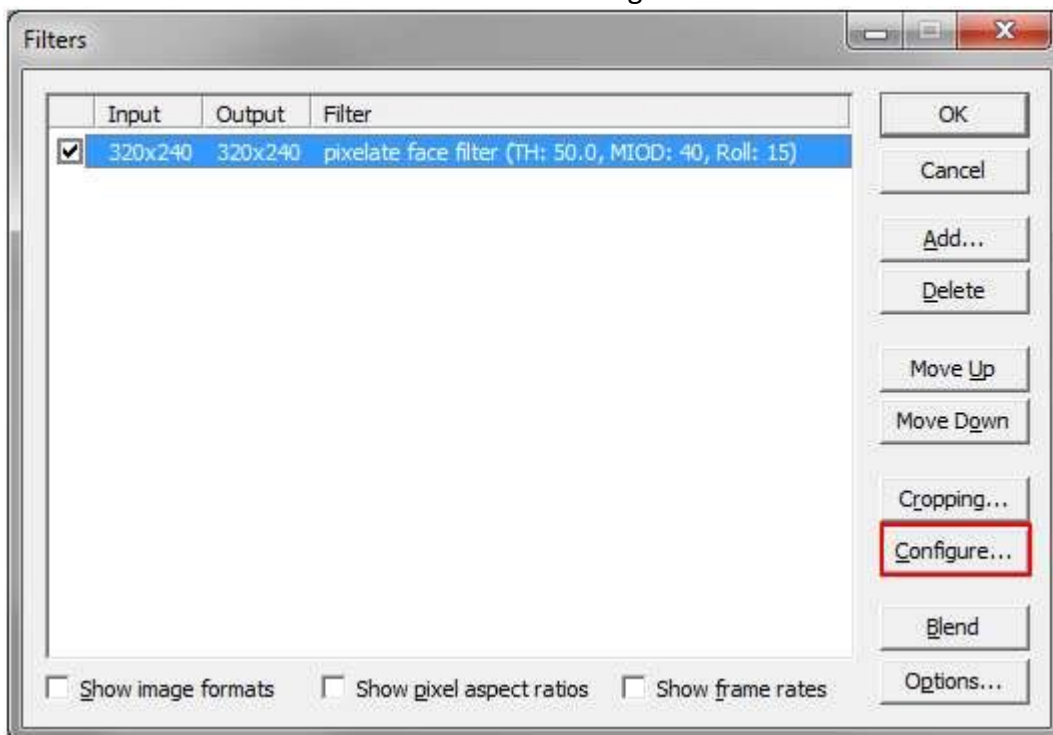 Filters
Input Output Filter
320x240 320x240 pixelate face filter (TH: 50.0, MIOD: 40, Roll: 15)
OK
Cancel
Add...
Delete
Move Up
Move Down
Cropping...
Configure...
Blend
Options...
Show image formats Show pixel aspect ratios Show frame rates